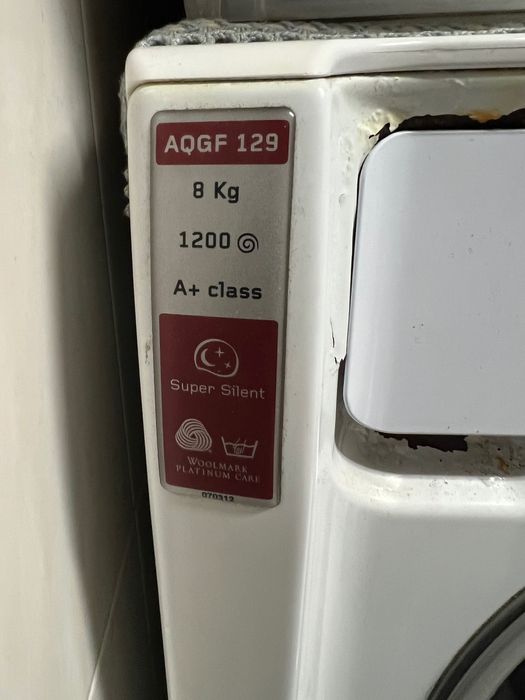 AQGF 129
8 Kg
1200
A+ class
Super Silent
WOOLMARK
PLATINUM CARE
070312